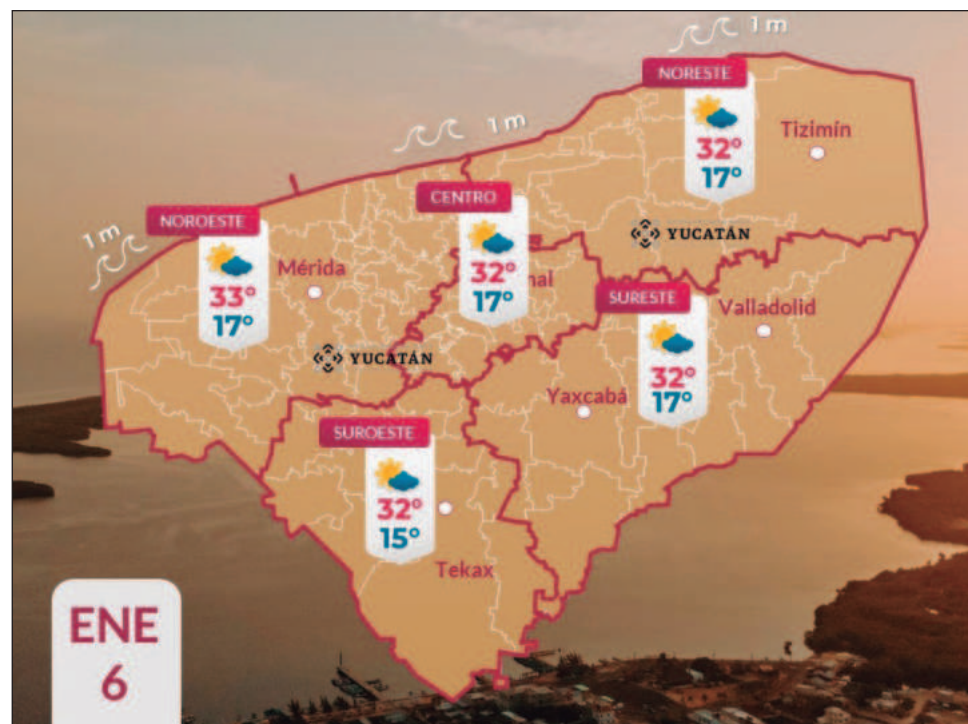 1 m
NORESTE
32°
17°
Tizimín
1 m
CENTRO
32°
17°
nal
NOROESTE
33°
17°
1 m
Mérida
YUCATÁN
SURESTE
32°
17°
Valladolid
YUCATÁN
Yaxcabá
SUROESTE
32°
15°
Tekax
ENE
6